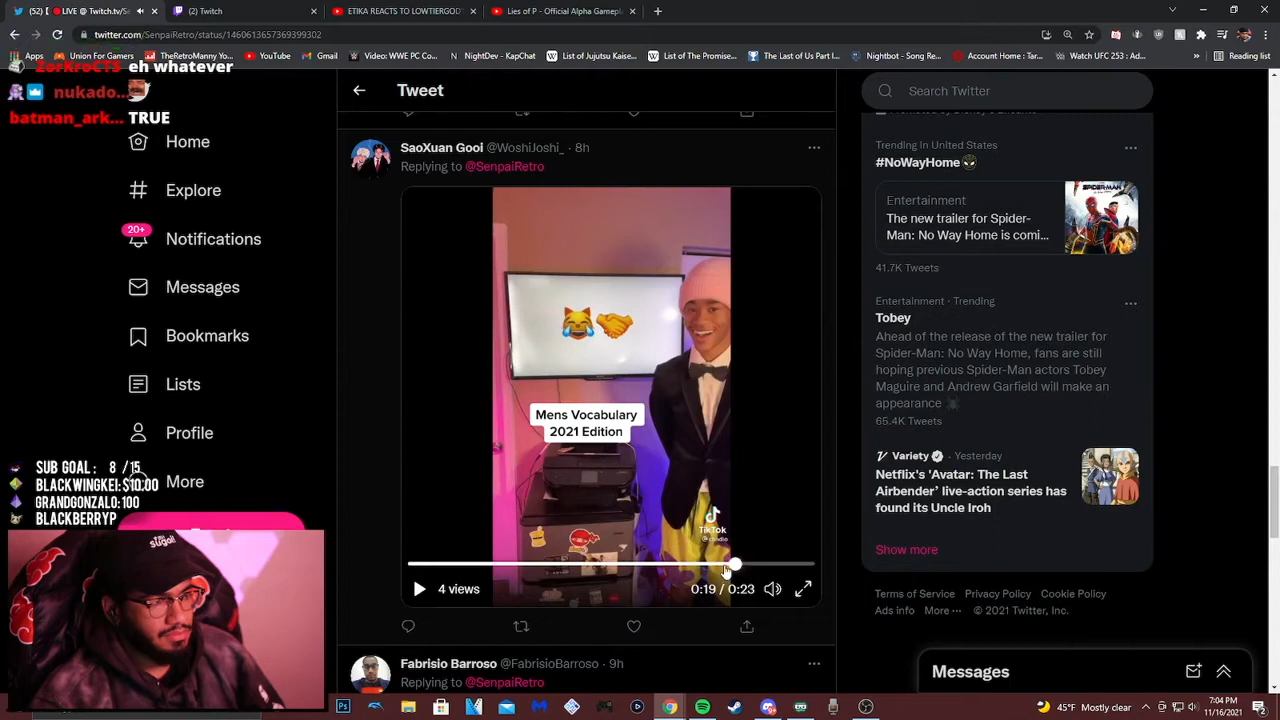 (52) [ 🔴 LIVE @ Se
Twitch
ETIKA REACTS TO LOWTIERGOD'
Lies of P - Official Alpha Gamepl
twitter.com/SenpaiRetro/status/1460613657369399302
Apps
Union For Gamers
TheRetroManny Yo...
YouTube
Gmail
Video: WWE PC Co...
NightDen - KapChat
List of Jujutsu Kaise...
List of The Promised...
The Last Days Part I...
Nightbot - Song Re...
Account Home : Tar...
Watch UFC 253: Ad...
Reading list
ZorKroCTS eh whatever
nukado...
batman_ark... TRUE
Home
Explore
20+
Notifications
Messages
Bookmarks
Lists
Profile
More
SUB GOAL : 8 /15
BLACKWINGKEI:$10.00
GRANDGONZALO:100
BLACKBERRYP
sugoi!
Tweet
SaoXuan Gooi @WoshiJoshi_ · 8h
Replying to @SenpaiRetro
Mens Vocabulary
2021 Edition
TikTok
4 views
0:19 / 0:23
Fabrisio Barroso @FabrisioBarroso · 9h
Replying to @SenpaiRetro
Search Twitter
Trending in United States
#NoWayHome
Entertainment
The new trailer for Spider-
Man: No Way Home is comi...
41.7K Tweets
Entertainment · Trending
Tobey
Ahead of the release of the new trailer for
Spider-Man: No Way Home, fans are still
hoping previous Spider-Man actors Tobey
Maguire and Andrew Garfield will make an
appearance
65.4K Tweets
Variety · Yesterday
Netflix's 'Avatar: The Last
Airbender' live-action series has
found its Uncle Iroh
Show more
Terms of Service Privacy Policy Cookie Policy
Ads info More ··· © 2021 Twitter, Inc.
Messages
45°F Mostly clear
7:04 PM
11/16/2021